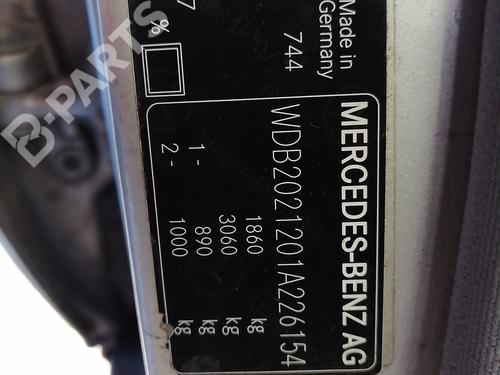 MERCEDES-BENZ AG
WDB2021201A226154
1860 kg
3060 kg
1- 890 kg
2- 1000 kg
Made in
Germany
744
7
%
B-PARTS